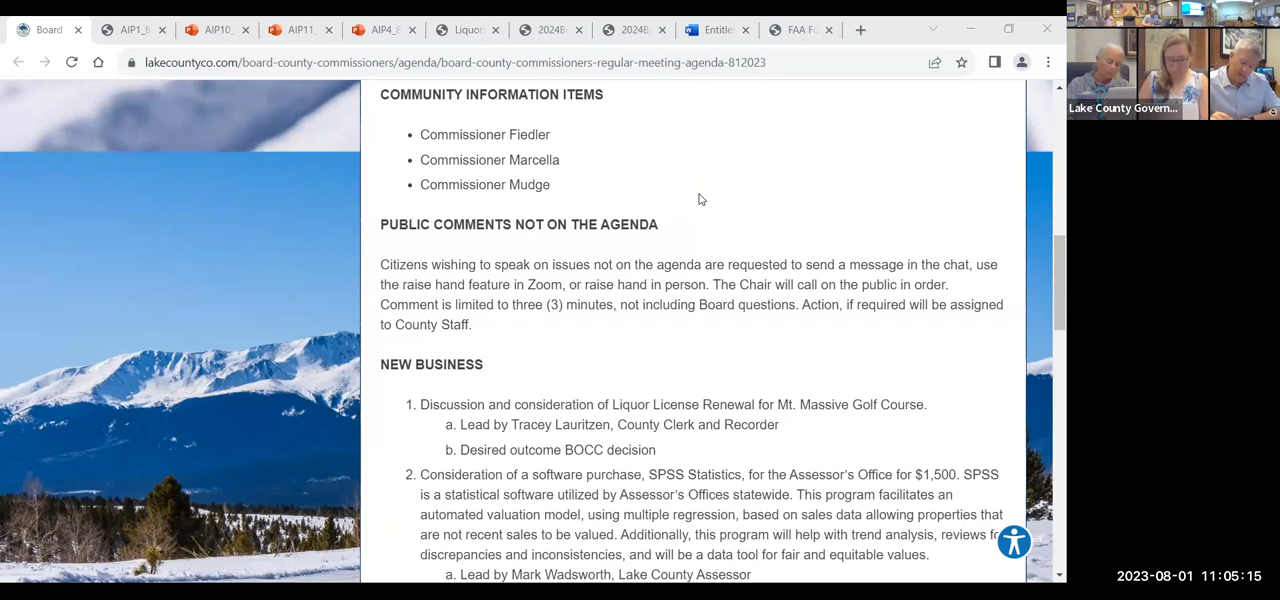 Board
AIP1_8
AIP10_
AIP11_
AIP4_8
Liquor
2024B
2024B
Entitle
FAA Fo
lakecountyco.com/board-county-commissioners/agenda/board-county-commissioners-regular-meeting-agenda-812023
COMMUNITY INFORMATION ITEMS
• Commissioner Fiedler
• Commissioner Marcella
• Commissioner Mudge
PUBLIC COMMENTS NOT ON THE AGENDA
Citizens wishing to speak on issues not on the agenda are requested to send a message in the chat, use
the raise hand feature in Zoom, or raise hand in person. The Chair will call on the public in order.
Comment is limited to three (3) minutes, not including Board questions. Action, if required will be assigned
to County Staff.
NEW BUSINESS
1. Discussion and consideration of Liquor License Renewal for Mt. Massive Golf Course.
a. Lead by Tracey Lauritzen, County Clerk and Recorder
b. Desired outcome BOCC decision
2. Consideration of a software purchase, SPSS Statistics, for the Assessor's Office for $1,500. SPSS
is a statistical software utilized by Assessor's Offices statewide. This program facilitates an
automated valuation model, using multiple regression, based on sales data allowing properties that
are not recent sales to be valued. Additionally, this program will help with trend analysis, reviews fo
discrepancies and inconsistencies, and will be a data tool for fair and equitable values.
a. Lead by Mark Wadsworth, Lake County Assessor
Lake County Govern...
2023-08-01 11:05:15